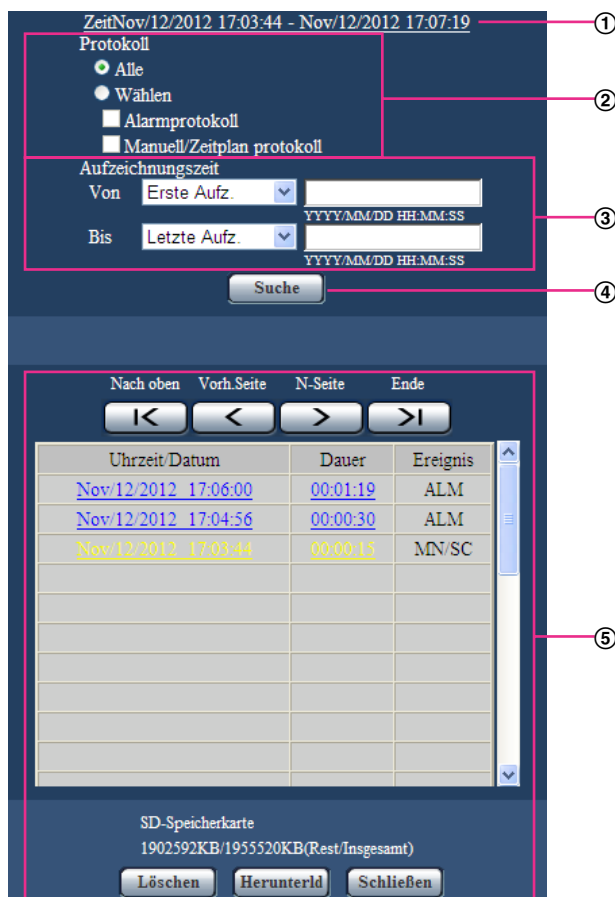 ZeitNov/12/2012 17:03:44 - Nov/12/2012 17:07:19
①
Protokoll
Alle
Wählen
②
Alarmprotokoll
Manuell/Zeitplan protokoll
Aufzeichnungszeit
Von Erste Aufz.
YYYY/MM/DD HH:MM:SS
③
Bis Letzte Aufz.
YYYY/MM/DD HH:MM:SS
Suche
④
Nach oben Vorh.Seite N-Seite Ende
Uhrzeit/Datum Dauer Ereignis
Nov/12/2012 17:06:00 00:01:19 ALM
Nov/12/2012 17:04:56 00:00:30 ALM
Nov/12/2012 17:03:44 00:00:15 MN/SC
⑤
SD-Speicherkarte
1902592KB/1955520KB(Rest/Insgesamt)
Löschen Herunterld Schließen